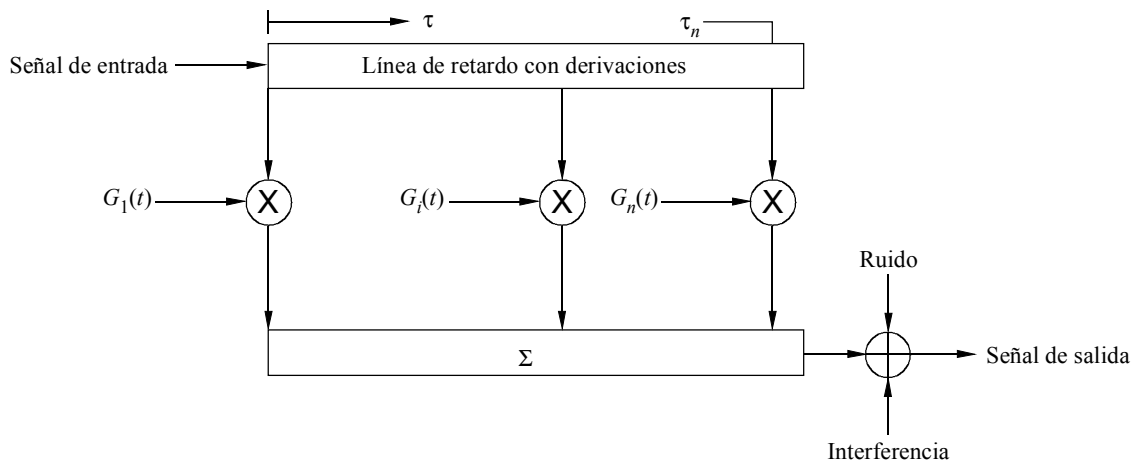 τ
τn
Señal de entrada
Línea de retardo con derivaciones
G1(t)
X
Gi(t)
X
Gn(t)
X
Ruido
Σ
Señal de salida
Interferencia